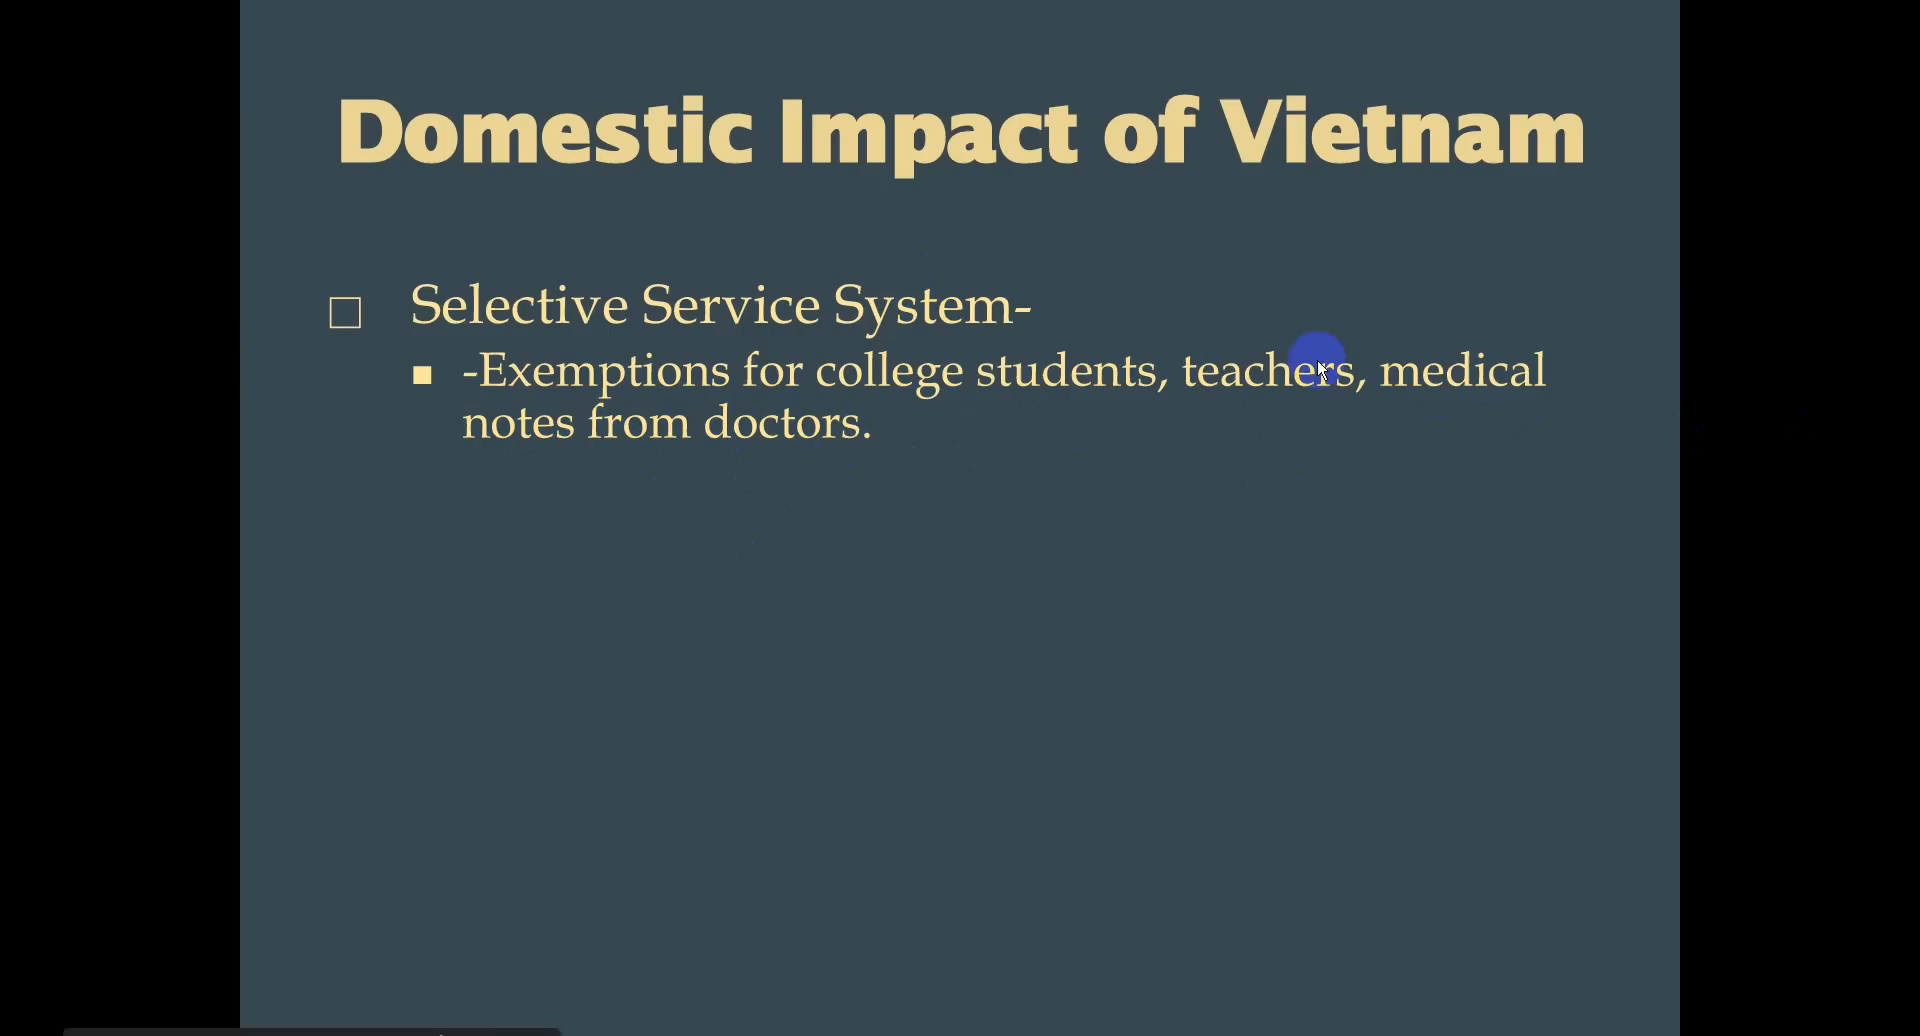 Domestic Impact of Vietnam
Selective Service System-
-Exemptions for college students, teachers, medical
notes from doctors.